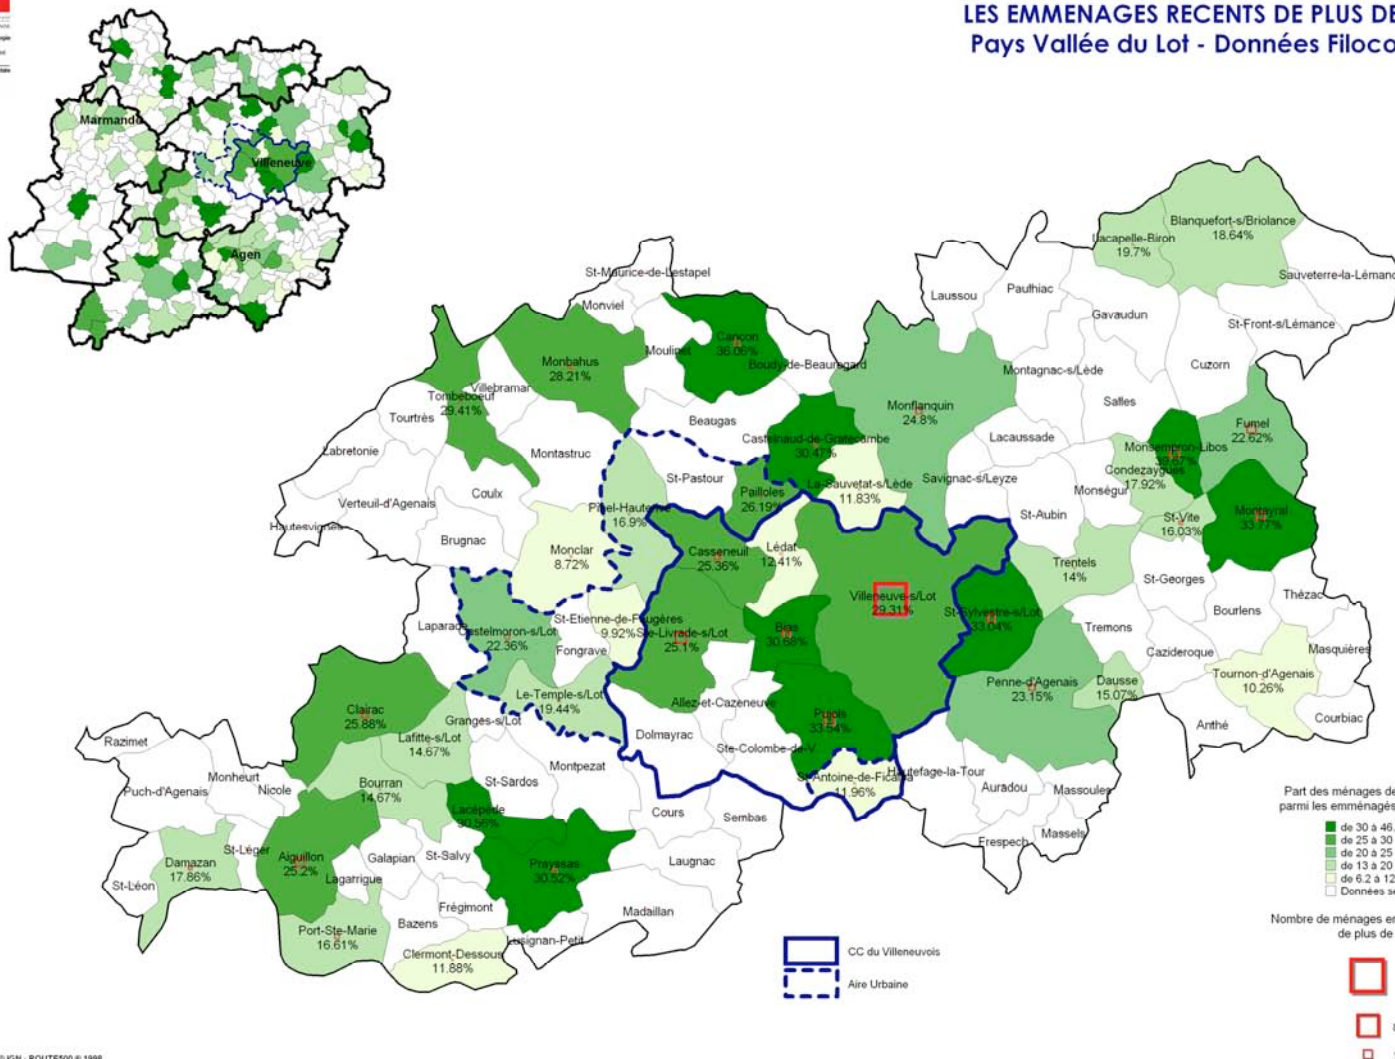 LES EMMENAGES RECENTS DE PLUS DE
Pays Vallée du Lot - Données Filoco
Marmande
Villeneuve
Agen
Blanquefort-s/Briolance
18.64%
Lacapelle-Biron
19.7%
Sauveterre-la-Lémanc
St-Maurice-de-Lestapel
Laussou
Paulhiac
Monviel
Gavaudun
St-Front-s/Lémance
Cancon
36.06%
Moulinet
Boudy-de-Beauregard
Cuzorn
Monbahus
28.21%
Montagnac-s/Lède
Villebramar
Tombeboeuf
29.41%
Salles
Monflanquin
24.8%
Tourtrès
Beaugas
Fumel
22.62%
Castelnaud-de-Gratecambe
30.47%
Lacaussade
Monsempron-Libos
Labretonie
Montastruc
Condezaygues
17.92%
St-Pastour
Savignac-s/Leyze
La-Sauvetat-s/Lède
11.83%
Pailloles
26.19%
Monségur
Coulx
Verteuil-d'Agenais
Pinel-Hauterive
16.9%
St-Aubin
St-Vite
16.03%
Montayral
33.77%
Hautesvignes
Brugnac
Monclar
8.72%
Casseneuil
25.36%
Lédat
12.41%
Trentels
14%
St-Georges
Thézac
Villeneuve-s/Lot
29.31%
St-Sylvestre-s/Lot
33.04%
Bourlens
Laparade
St-Etienne-de-Fougères
9.92%
Castelmoron-s/Lot
22.36%
Ste-Livrade-s/Lot
25.1%
Bias
30.68%
Tremons
Fongrave
Cazideroque
Masquières
Tournon-d'Agenais
10.26%
Penne-d'Agenais
23.15%
Dausse
15.07%
Le-Temple-s/Lot
19.44%
Allez-et-Cazeneuve
Clairac
25.88%
Granges-s/Lot
Pujols
33.54%
Courbiac
Anthé
Lafitte-s/Lot
14.67%
Dolmayrac
Razimet
Ste-Colombe-de-V
Montpezat
Monheurt
Hautefage-la-Tour
St-Antoine-de-Ficalba
11.96%
Bourran
14.67%
St-Sardos
Nicole
Puch-d'Agenais
Auradou
Massoules
Part des ménages de
parmi les emménagés
Lacépède
30.56%
Cours
Sembas
de 30 à 46.
de 25 à 30
de 20 à 25
de 13 à 20
de 6.2 à 12
Données se
Massels
Frespech
St-Léger
Galapian
St-Salvy
Aiguillon
25.2%
Damazan
17.86%
Prayssas
30.52%
Laugnac
Lagarrigue
St-Léon
Frégimont
Madaillan
Bazens
Nombre de ménages em
de plus de
Port-Ste-Marie
16.61%
Lusignan-Petit
Clermont-Dessous
11.88%
CC du Villeneuvois
Aire Urbaine
IGN - ROUTE500 ® 1998